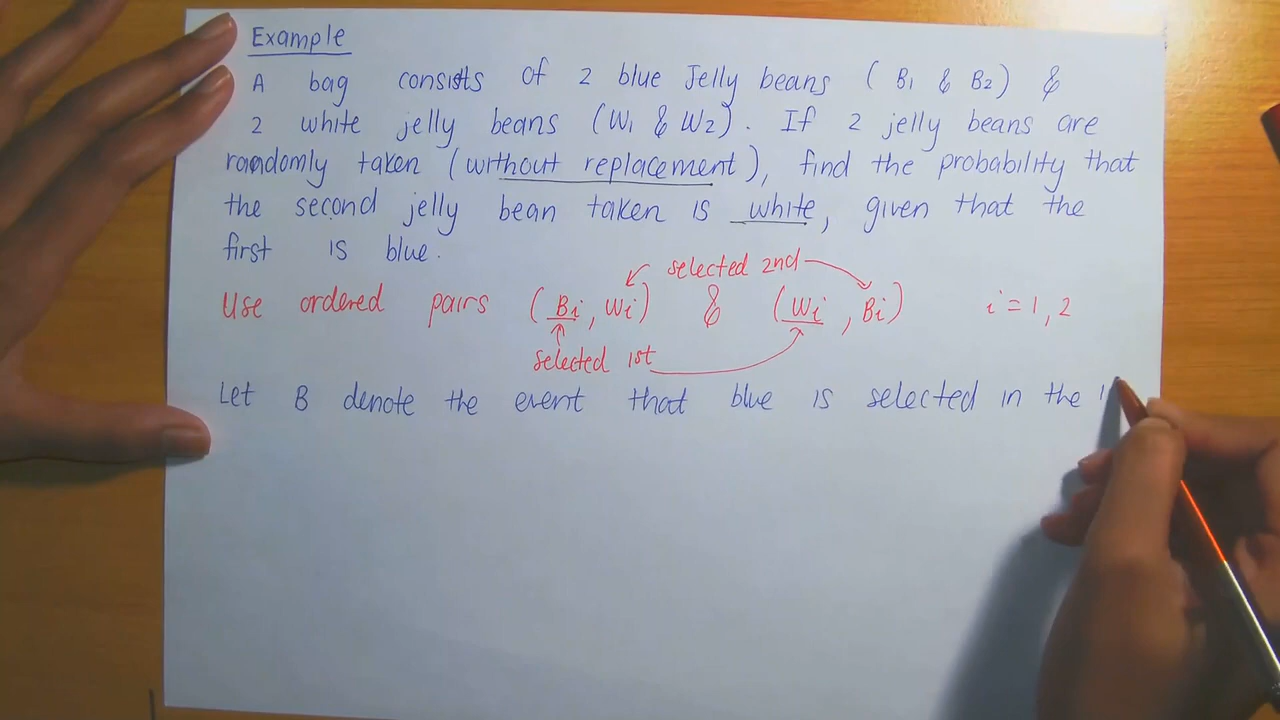 Example
A bag consists of 2 blue Jelly beans ( B1 & B2 ) &
2 white jelly beans (W1 & W2). If 2 jelly beans are
randomly taken (without replacement), find the probability that
the second jelly bean taken is white, given that the
first is blue.
selected 2nd
Use ordered pairs ( Bi, Wi ) & ( Wi, Bi ) i = 1, 2
selected 1st
Let B denote the event that blue is selected in the 1